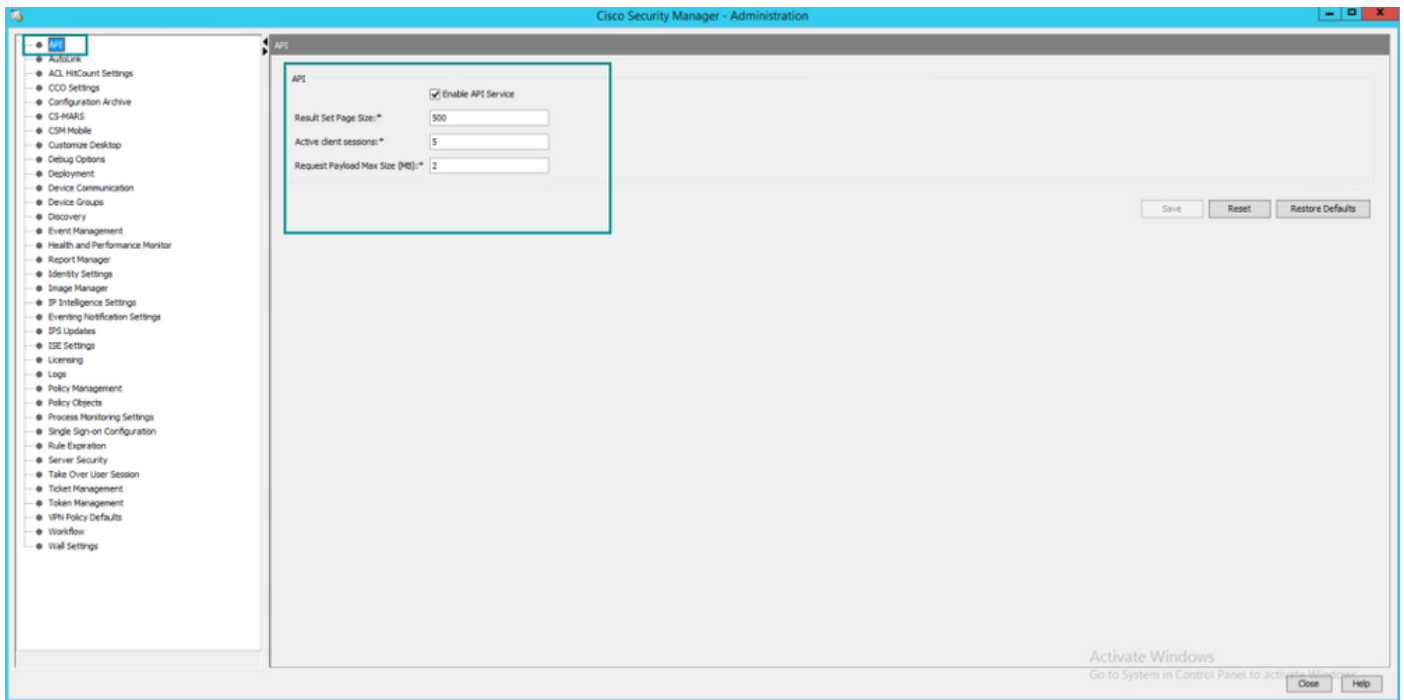 Cisco Security Manager - Administration
API
AutoLink
ACL HitCount Settings
CCO Settings
Configuration Archive
CS-MARS
CSM Mobile
Customize Desktop
Debug Options
Deployment
Device Communication
Device Groups
Discovery
Event Management
Health and Performance Monitor
Report Manager
Identity Settings
Image Manager
IP Intelligence Settings
Eventing Notification Settings
IPS Updates
ISE Settings
Licensing
Logs
Policy Management
Policy Objects
Process Monitoring Settings
Single Sign-on Configuration
Rule Expiration
Server Security
Take Over User Session
Ticket Management
Token Management
VPN Policy Defaults
Workflow
Wall Settings
API
API
Enable API Service
Result Set Page Size:* 500
Active client sessions:* 5
Request Payload Max Size (MB):* 2
Save Reset Restore Defaults
Activate Windows
Go to System in Control Panel to activate Windows.
Close Help